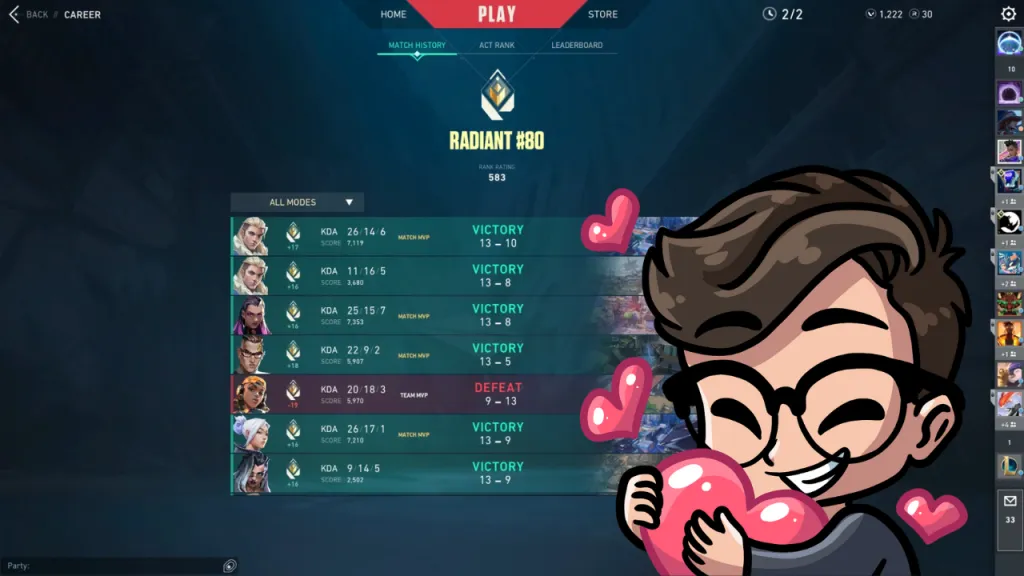 BACK // CAREER
HOME
PLAY
STORE
2/2
1,222
30
MATCH HISTORY
ACT RANK
LEADERBOARD
10
RADIANT #80
RANK RATING
583
ALL MODES
+17
KDA 26/14/6
SCORE 7,119
MATCH MVP
VICTORY
13 – 10
+16
KDA 11/16/5
SCORE 3,680
VICTORY
13 – 8
+16
KDA 25/15/7
SCORE 7,353
MATCH MVP
VICTORY
13 – 8
+18
KDA 22/9/2
SCORE 5,907
MATCH MVP
VICTORY
13 – 5
-19
KDA 20/18/3
SCORE 5,970
TEAM MVP
DEFEAT
9 – 13
+16
KDA 26/17/1
SCORE 7,210
MATCH MVP
VICTORY
13 – 9
+16
KDA 9/14/5
SCORE 2,502
VICTORY
13 – 9
+1
+1
+2
+1
+4
1
33
Party: